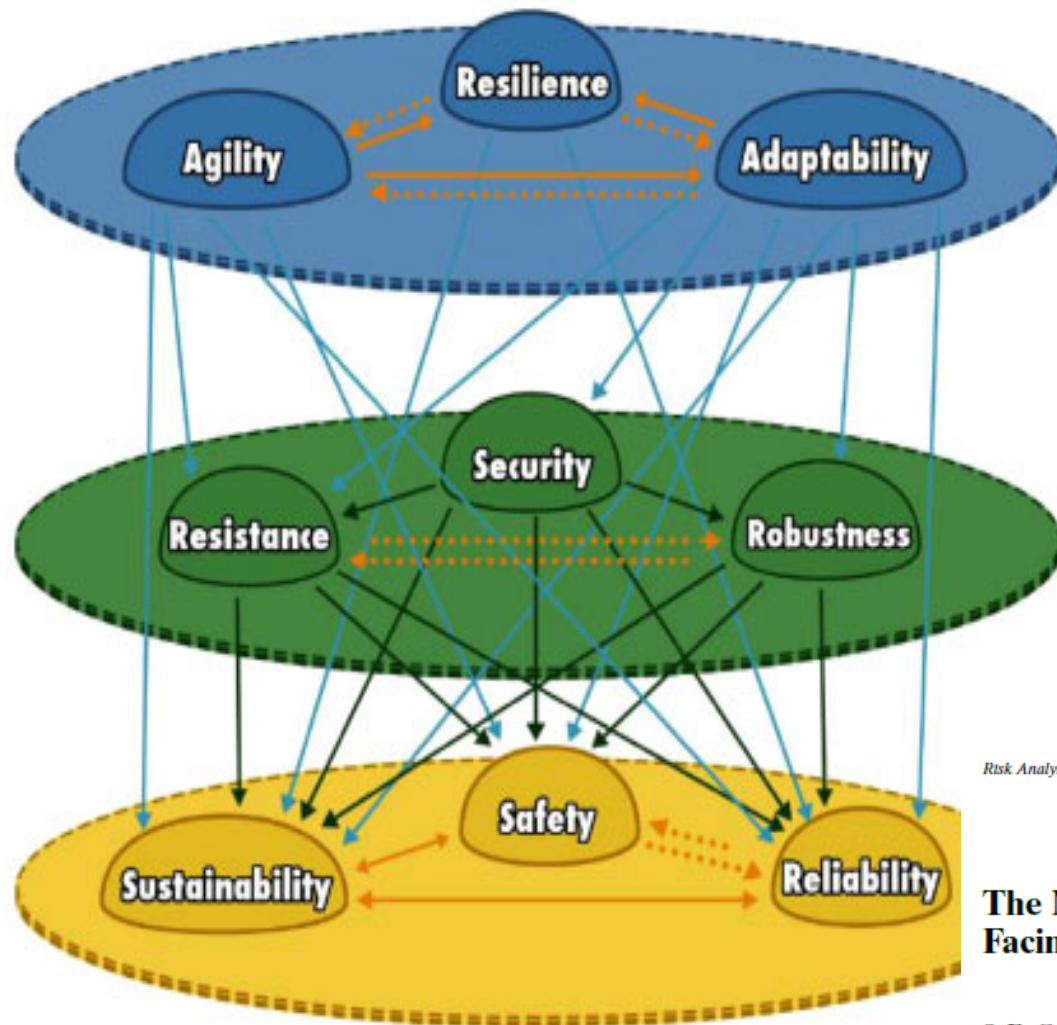 Resilience
Agility
Adaptability
Security
Resistance
Robustness
Risk Analy
Safety
Sustainability
Reliability
The
Facin